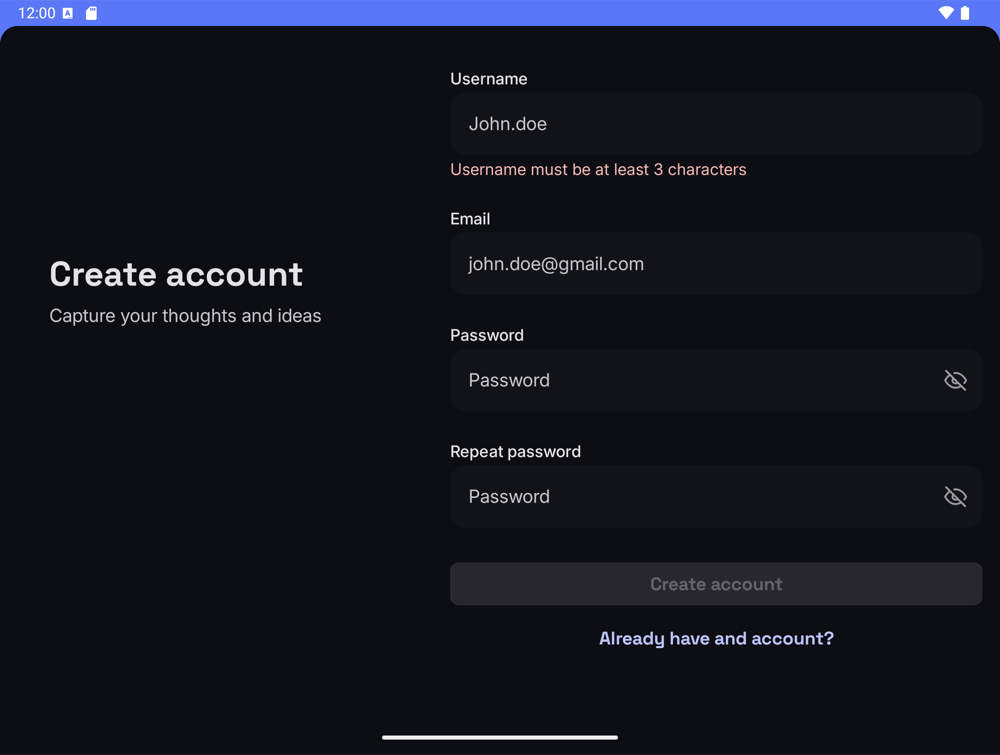 12:00
Create account
Capture your thoughts and ideas
Username
John.doe
Username must be at least 3 characters
Email
john.doe@gmail.com
Password
Password
Repeat password
Password
Create account
Already have and account?